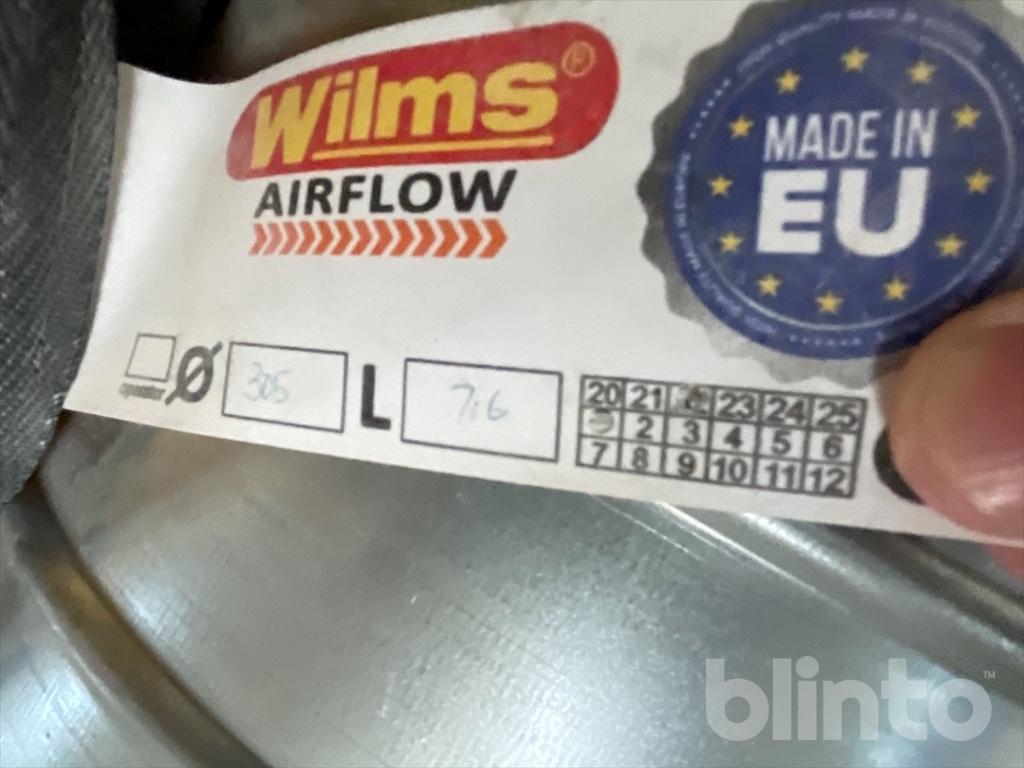 Wilms®
AIRFLOW
MADE IN
EU
Ø 305 L 7,6
20 21 23 24 25
2 3 4 5 6
7 8 9 10 11 12
blinto™